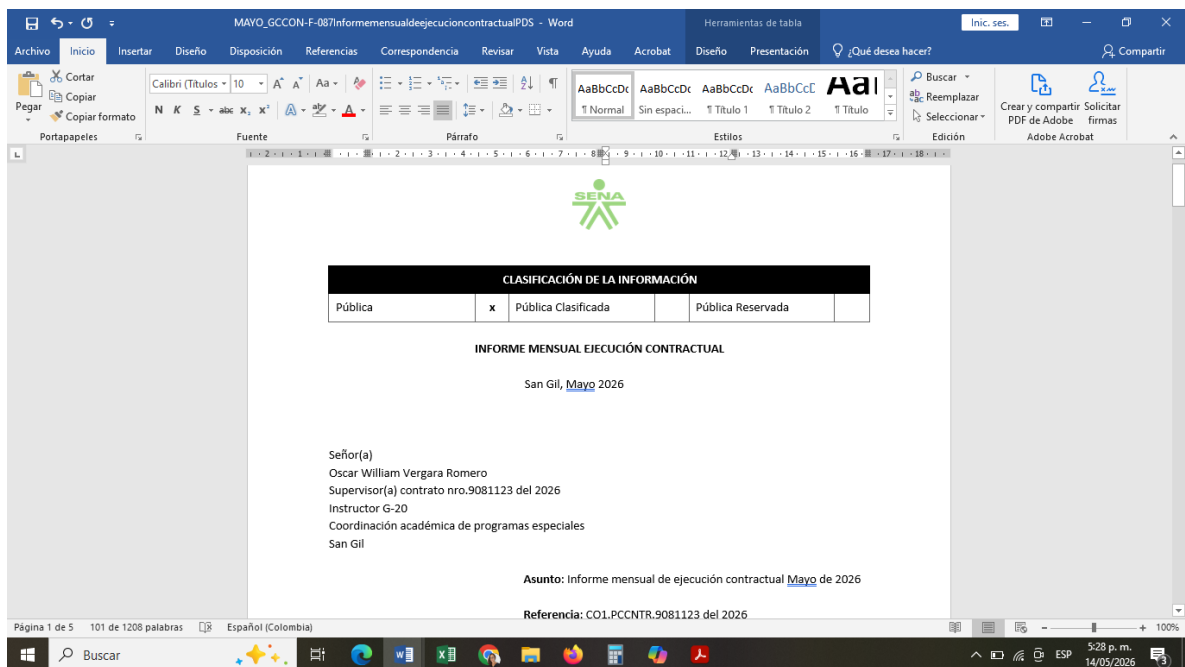 MAYO_GCCON-F-087InformemensualdeejecucioncontractualPDS - Word
Herramientas de tabla
Inic. ses.
Archivo Inicio Insertar Diseño Disposición Referencias Correspondencia Revisar Vista Ayuda Acrobat Diseño Presentación ¿Qué desea hacer? Compartir
Pegar
Cortar
Copiar
Copiar formato
Portapapeles
Calibri (Títulos 10
Aa
N K S abc x, x²
Fuente
Párrafo
AaBbCcDc AaBbCcDc AaBbCcDc AaBbCcE AaI
¶ Normal Sin espaci... ¶ Título 1 ¶ Título 2 ¶ Título
Estilos
Buscar
Reemplazar
Seleccionar
Edición
Crear y compartir PDF de Adobe
Solicitar firmas
Adobe Acrobat
SENA
CLASIFICACIÓN DE LA INFORMACIÓN
Pública x Pública Clasificada Pública Reservada
INFORME MENSUAL EJECUCIÓN CONTRACTUAL
San Gil, Mayo 2026
Señor(a)
Oscar William Vergara Romero
Supervisor(a) contrato nro.9081123 del 2026
Instructor G-20
Coordinación académica de programas especiales
San Gil
Asunto: Informe mensual de ejecución contractual Mayo de 2026
Referencia: CO1.PCCNTR.9081123 del 2026
Página 1 de 5 101 de 1208 palabras Español (Colombia) 100%
Buscar
ESP
5:28 p. m.
14/05/2026
3